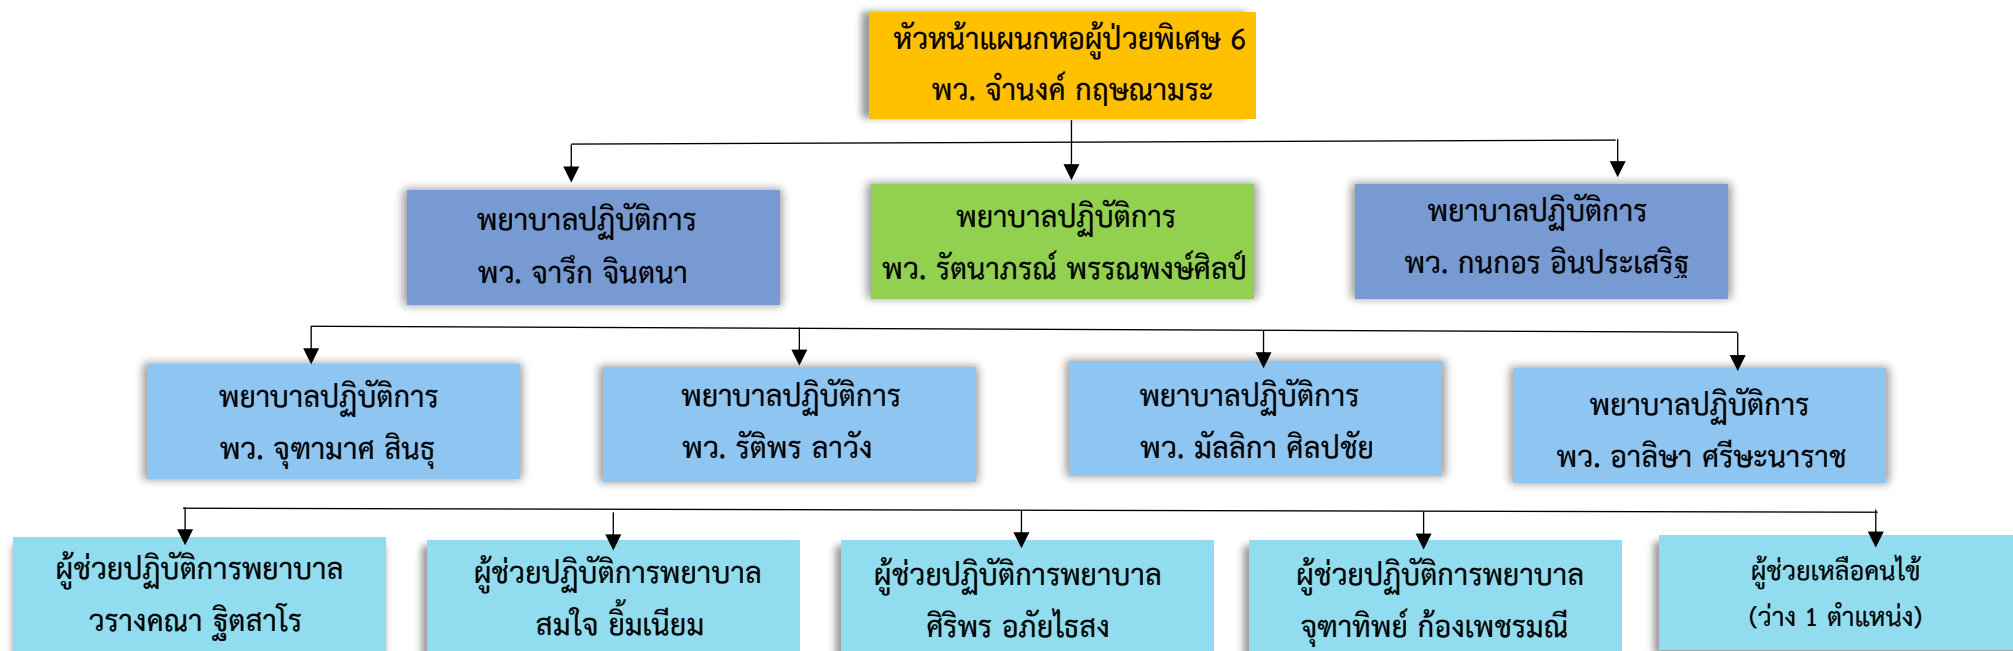 หัวหน้าแผนกหอผู้ป่วยพิเศษ 6
พว. จำนงค์ กฤษณามระ
พยาบาลปฏิบัติการ
พว. จารึก จินตนา
พยาบาลปฏิบัติการ
พว. รัตนาภรณ์ พรรณพงษ์ศิลป์
พยาบาลปฏิบัติการ
พว. กนกอร อินประเสริฐ
พยาบาลปฏิบัติการ
พว. จุฑามาศ สินธุ
พยาบาลปฏิบัติการ
พว. รัติพร ลาวัง
พยาบาลปฏิบัติการ
พว. มัลลิกา ศิลปชัย
พยาบาลปฏิบัติการ
พว. อาลิษา ศรีษะนาราช
ผู้ช่วยปฏิบัติการพยาบาล
วรางคณา ฐิตสาโร
ผู้ช่วยปฏิบัติการพยาบาล
สมใจ ยิ้มเนียม
ผู้ช่วยปฏิบัติการพยาบาล
ศิริพร อภัยไธสง
ผู้ช่วยปฏิบัติการพยาบาล
จุฑาทิพย์ ก้องเพชรมณี
ผู้ช่วยเหลือคนไข้
(ว่าง 1 ตำแหน่ง)